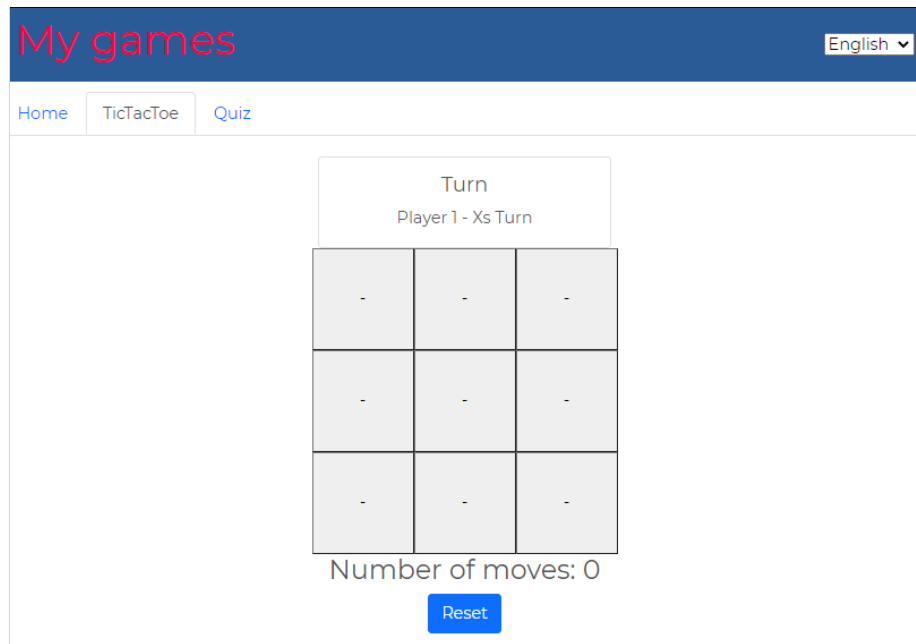 My games
English
Home TicTacToe Quiz
Turn
Player 1 - Xs Turn
- - -
- - -
- - -
Number of moves: 0
Reset